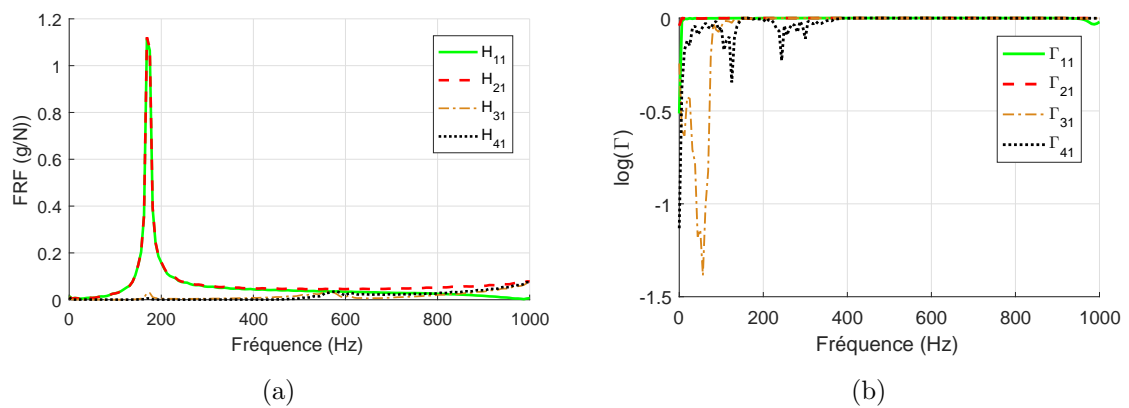 1.2
1
0.8
0.6
0.4
0.2
0
0 200 400 600 800 1000
FRF (g/N))
Fréquence (Hz)
H11
H21
H31
H41
(a)
0
-0.5
-1
-1.5
0 200 400 600 800 1000
log(Γ)
Fréquence (Hz)
Γ11
Γ21
Γ31
Γ41
(b)